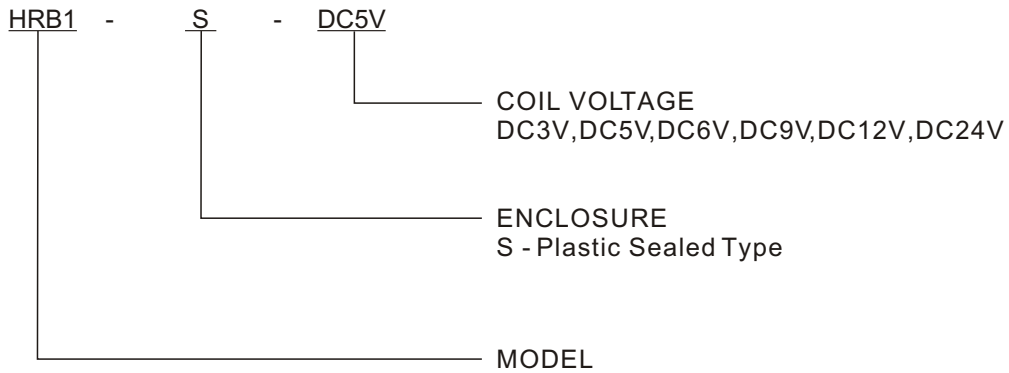 HRB1 - S - DC5V
COIL VOLTAGE
DC3V,DC5V,DC6V,DC9V,DC12V,DC24V
ENCLOSURE
S - Plastic Sealed Type
MODEL